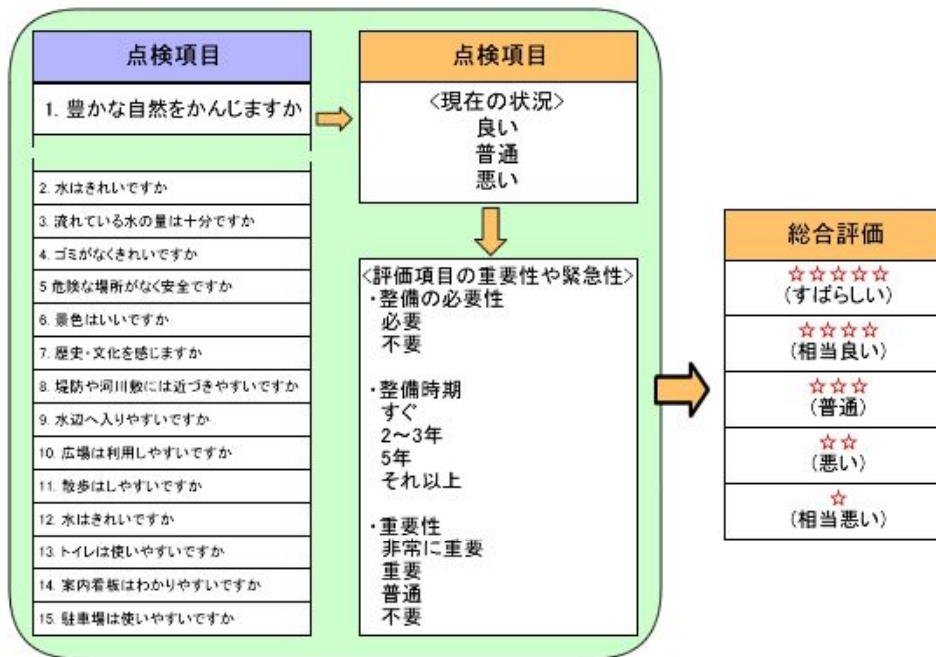 点検項目
1. 豊かな自然をかんじますか
2. 水はきれいですか
3. 流れている水の量は十分ですか
4. ゴミがなくきれいですか
5 危険な場所がなく安全ですか
6. 景色はいいですか
7. 歴史・文化を感じますか
8. 堤防や河川敷には近づきやすいですか
9. 水辺へ入りやすいですか
10. 広場は利用しやすいですか
11. 散歩はしやすいですか
12. 水はきれいですか
13. トイレは使いやすいですか
14. 案内看板はわかりやすいですか
15. 駐車場は使いやすいですか
点検項目
<現在の状況>
良い
普通
悪い
<評価項目の重要性や緊急性>
・整備の必要性
必要
不要
・整備時期
すぐ
2～3年
5年
それ以上
・重要性
非常に重要
重要
普通
不要
総合評価
☆☆☆☆☆
(すばらしい)
☆☆☆☆
(相当良い)
☆☆☆
(普通)
☆☆
(悪い)
☆
(相当悪い)